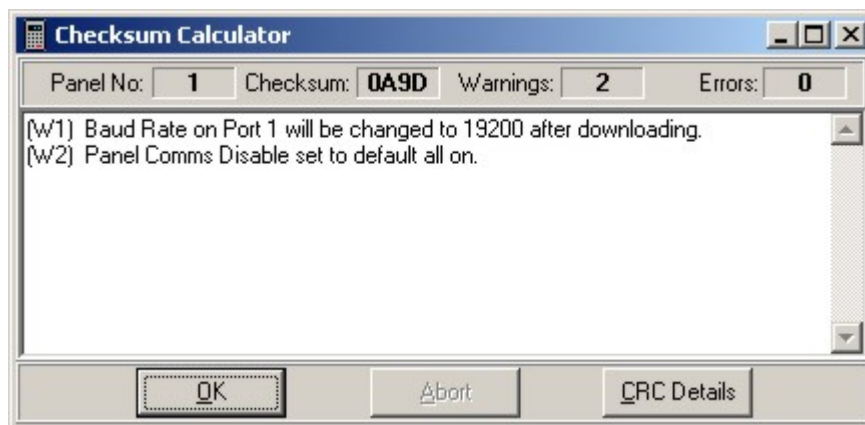 Checksum Calculator
Panel No: 1 Checksum: 0A9D Warnings: 2 Errors: 0
(W1) Baud Rate on Port 1 will be changed to 19200 after downloading.
(W2) Panel Comms Disable set to default all on.
OK Abort CRC Details